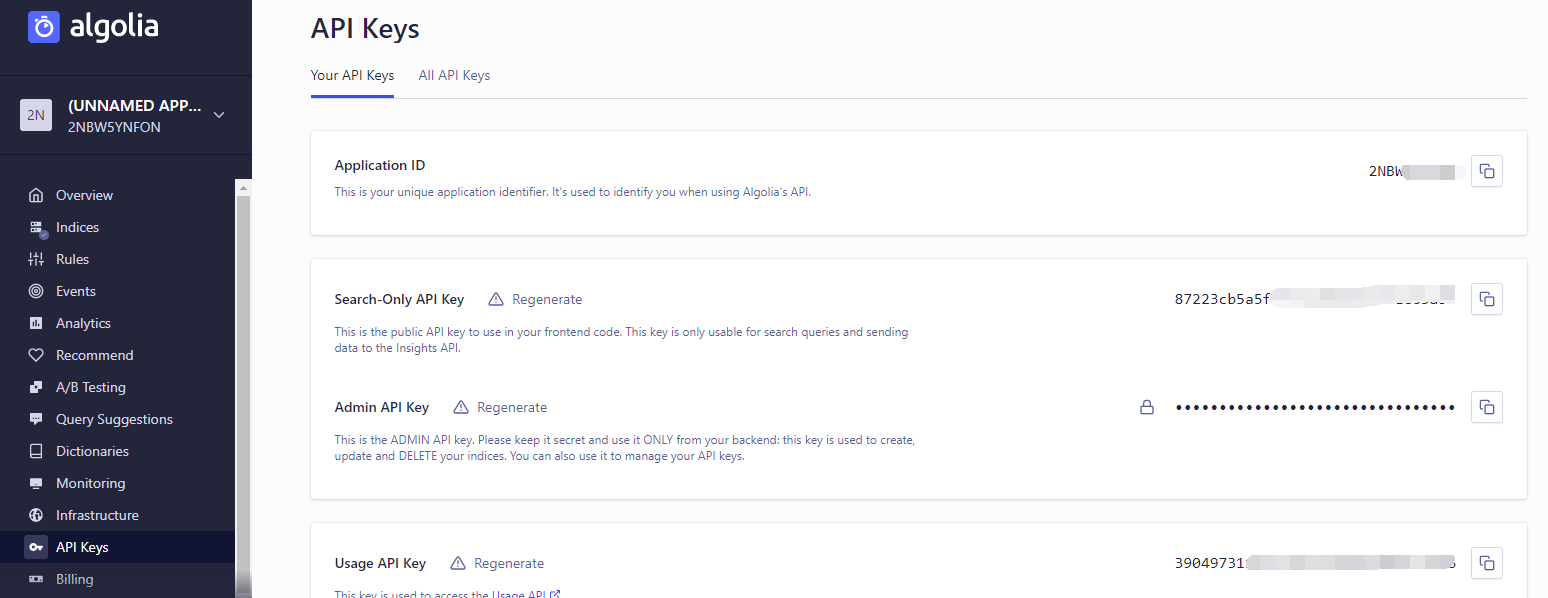 algolia
2N
(UNNAMED APP...
2NBW5YNFON
Overview
Indices
Rules
Events
Analytics
Recommend
A/B Testing
Query Suggestions
Dictionaries
Monitoring
Infrastructure
API Keys
Billing
API Keys
Your API Keys All API Keys
Application ID
This is your unique application identifier. It's used to identify you when using Algolia's API.
2NBW
Search-Only API Key Regenerate
87223cb5a5f
This is the public API key to use in your frontend code. This key is only usable for search queries and sending
data to the Insights API.
Admin API Key Regenerate
••••••••••••••••••••••••••••••••
This is the ADMIN API key. Please keep it secret and use it ONLY from your backend: this key is used to create,
update and DELETE your indices. You can also use it to manage your API keys.
Usage API Key Regenerate
39049731
This key is used to access the Usage API